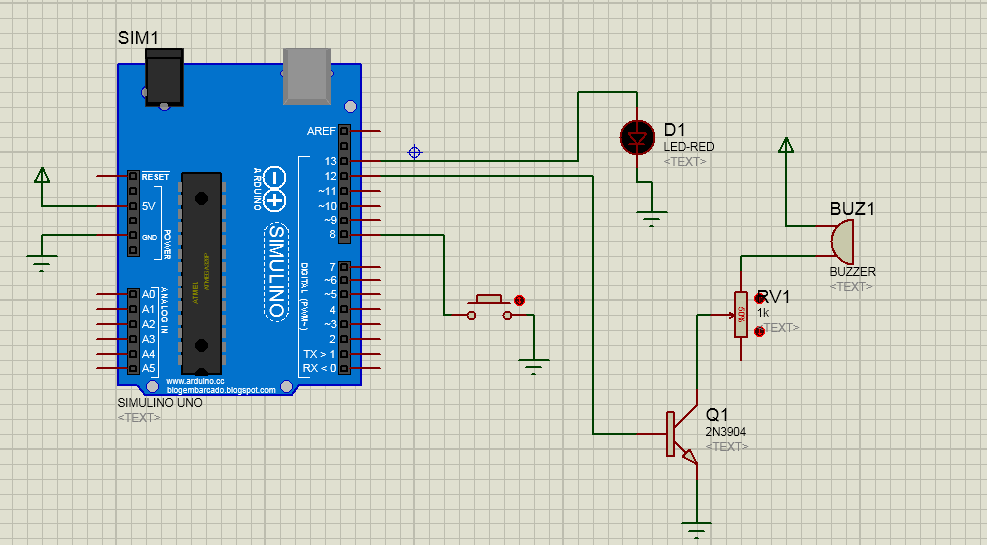 SIM1
AREF
13
12
~11
~10
~9
8
7
~6
~5
4
~3
2
TX > 1
RX < 0
RESET
5V
GND
POWER
A0
A1
A2
A3
A4
A5
ANALOG IN
ARDUINO
SIMULINO
DIGITAL (PWM~)
ATMEL
www.arduino.cc
blogembarcado.blogspot.com
SIMULINO UNO
<TEXT>
D1
LED-RED
<TEXT>
BUZ1
BUZZER
<TEXT>
RV1
1k
<TEXT>
50%
Q1
2N3904
<TEXT>